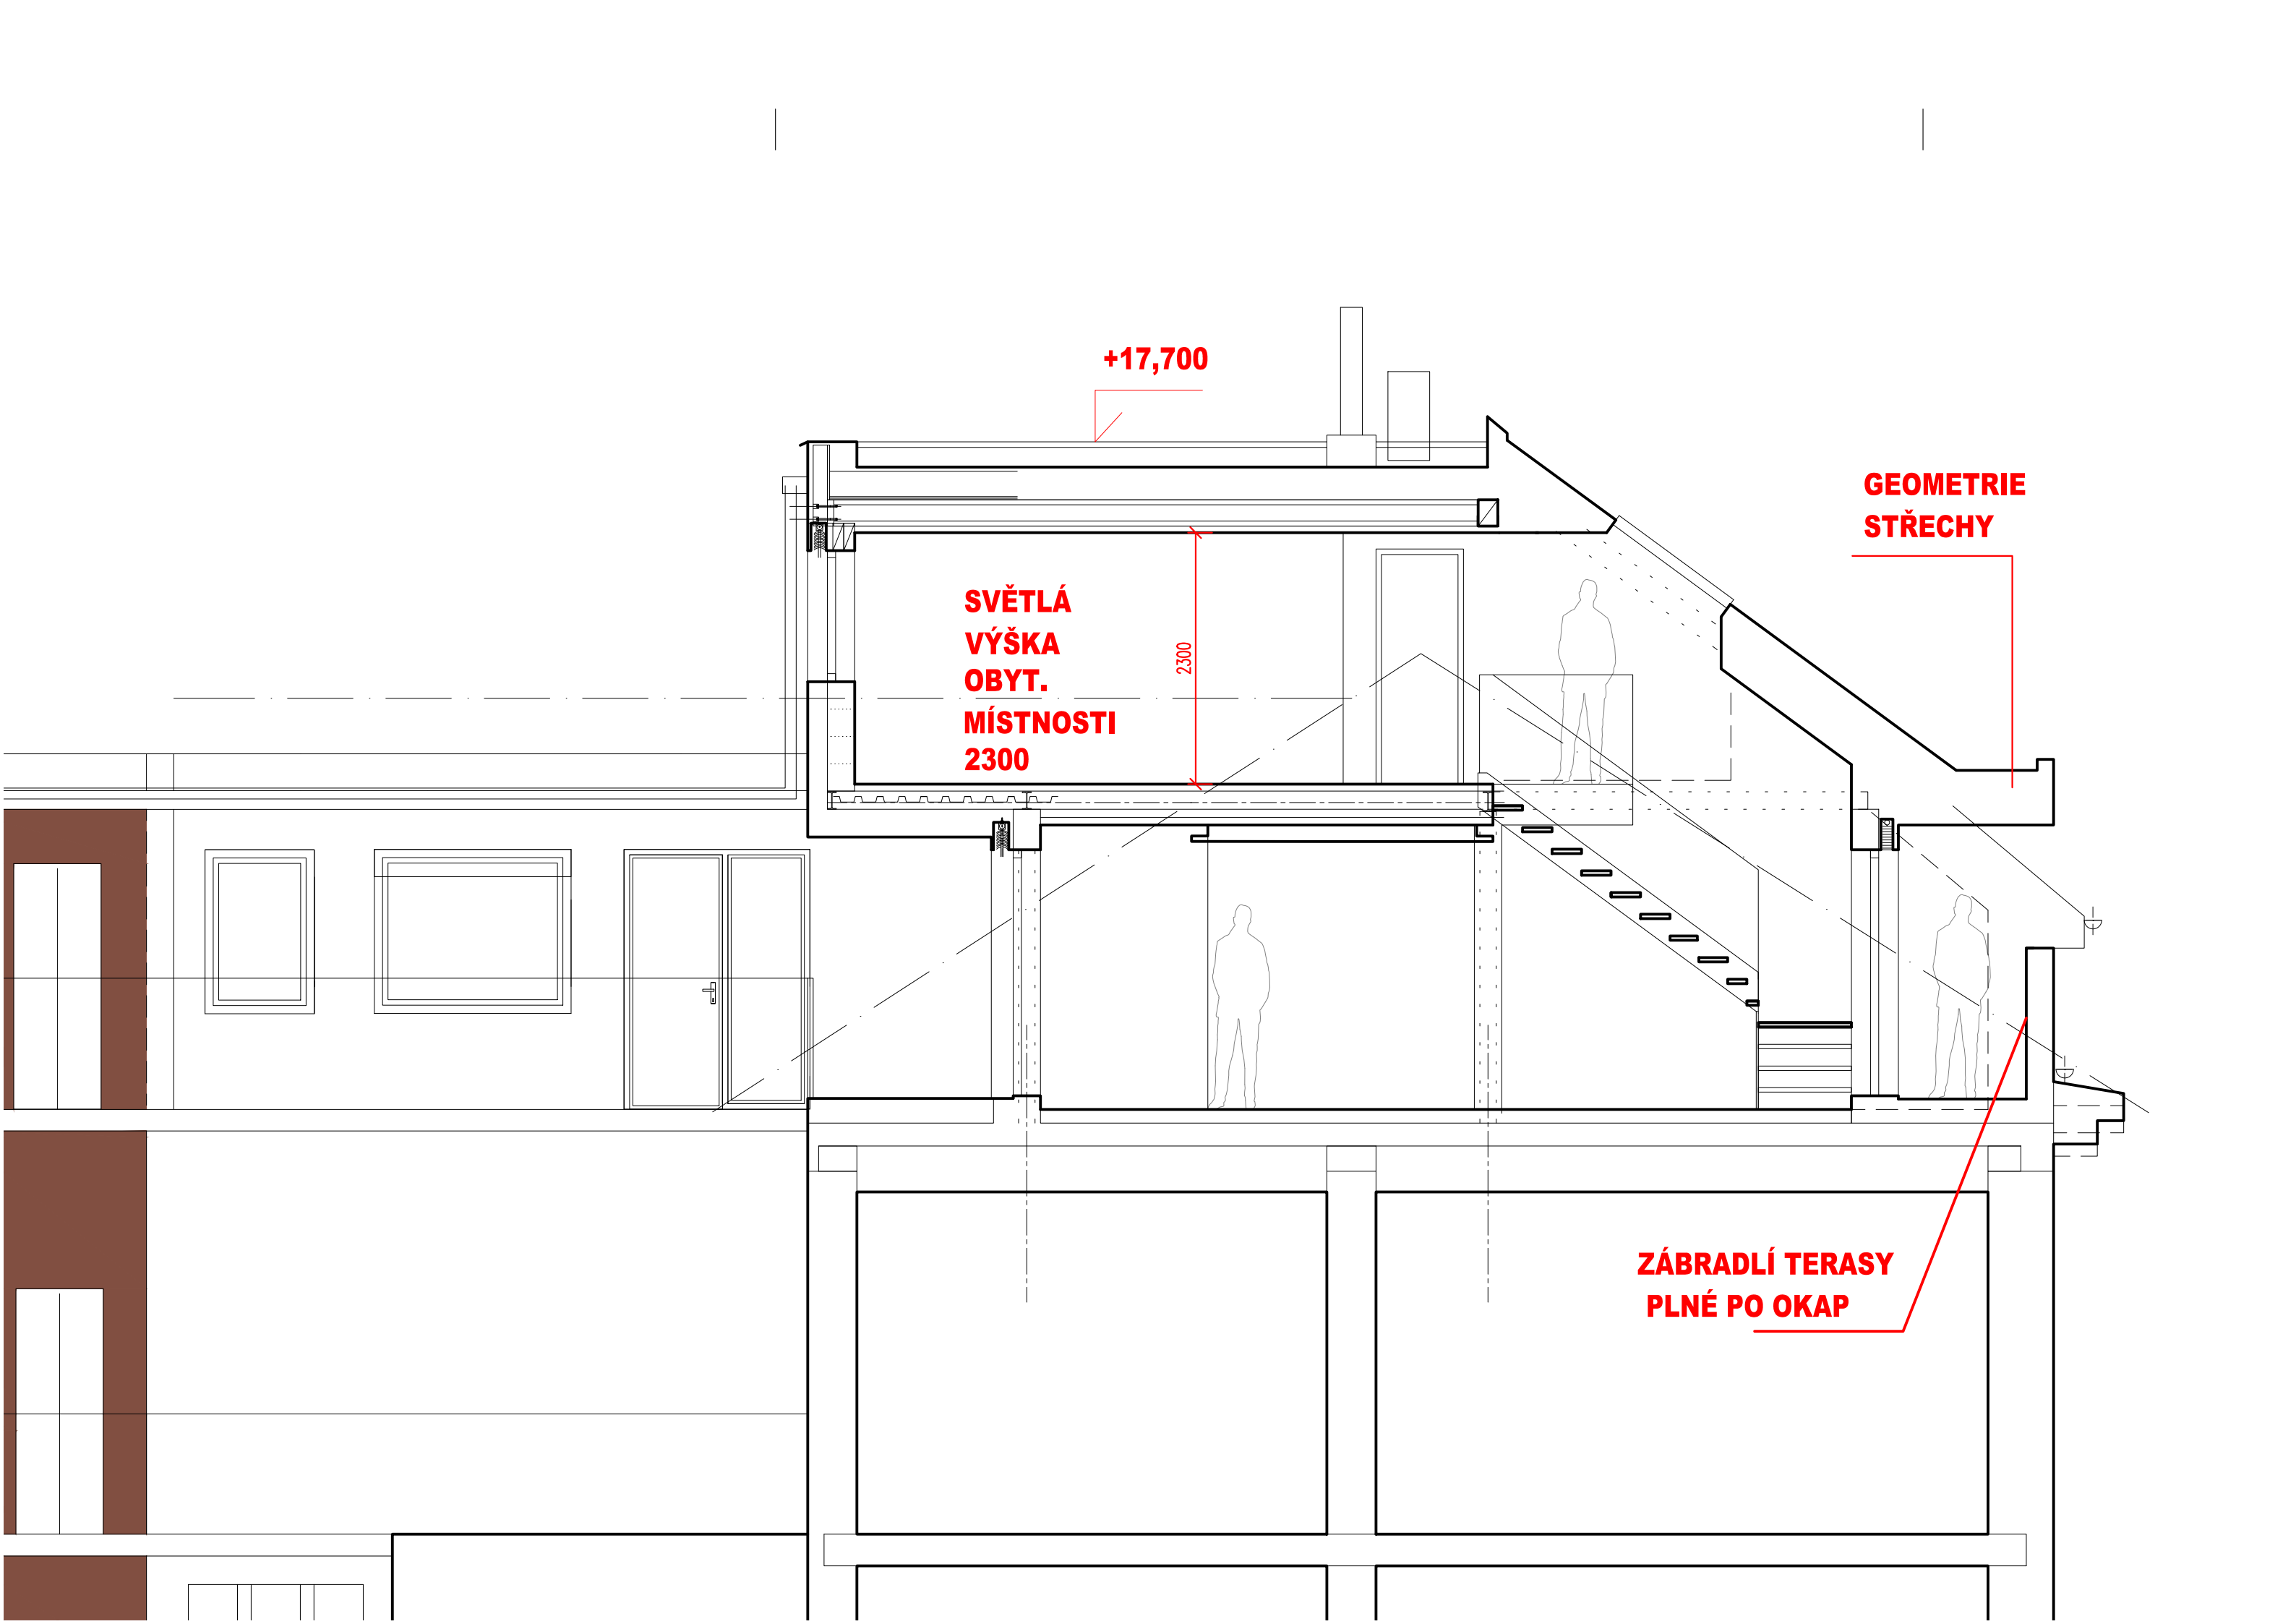 +17,700
GEOMETRIE
STŘECHY
SVĚTLÁ
VÝŠKA
OBYT.
MÍSTNOSTI
2300
2300
ZÁBRADLÍ TERASY
PLNÉ PO OKAP